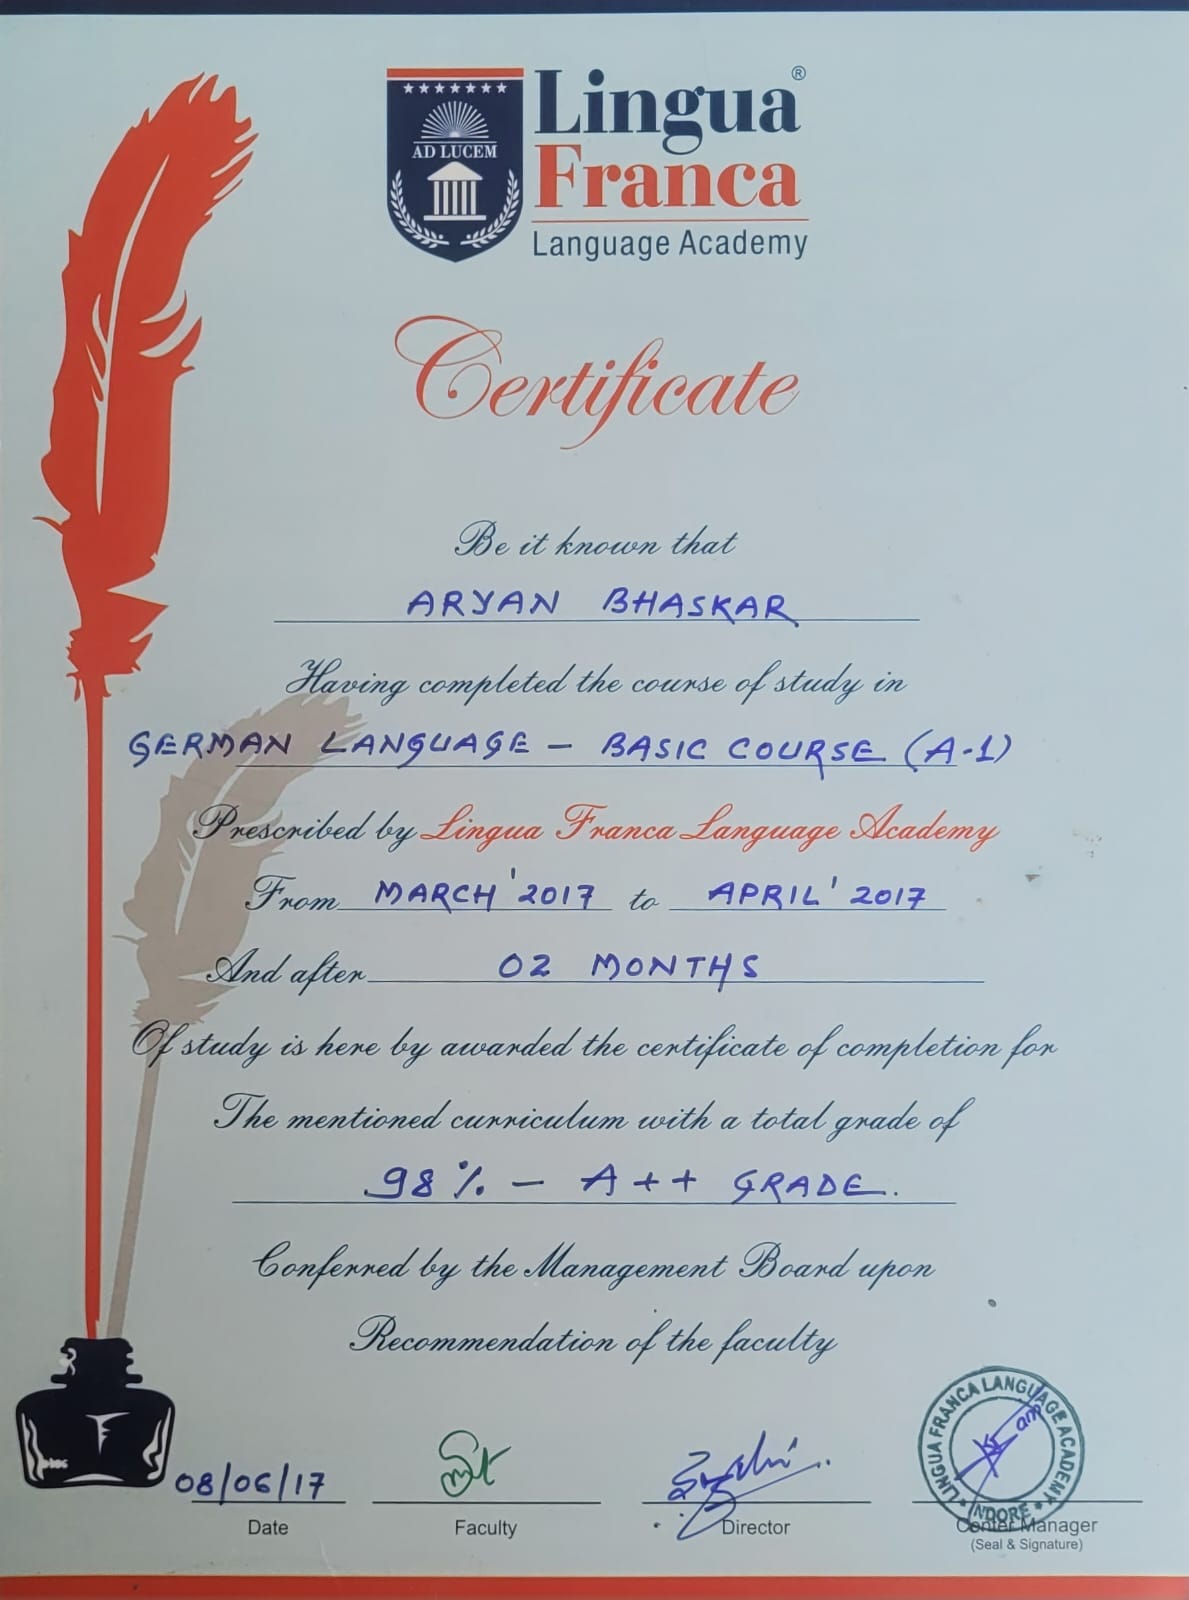 Lingua®
Franca
Language Academy
AD LUCEM
Certificate
Be it known that
ARYAN BHASKAR
Having completed the course of study in
GERMAN LANGUAGE – BASIC COURSE (A-1)
Prescribed by Lingua Franca Language Academy
From MARCH'2017 to APRIL'2017
And after 02 MONTHS
Of study is here by awarded the certificate of completion for
The mentioned curriculum with a total grade of
98% – A++ GRADE.
Conferred by the Management Board upon
Recommendation of the faculty
08/06/17
Date
Faculty
Director
LINGUA FRANCA LANGUAGE ACADEMY
INDORE
Center Manager
(Seal & Signature)